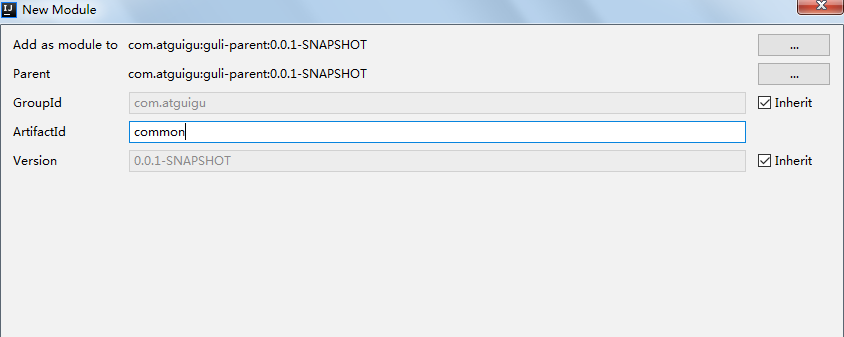 New Module
Add as module to com.atguigu:guli-parent:0.0.1-SNAPSHOT ...
Parent com.atguigu:guli-parent:0.0.1-SNAPSHOT ...
GroupId com.atguigu Inherit
ArtifactId common
Version 0.0.1-SNAPSHOT Inherit